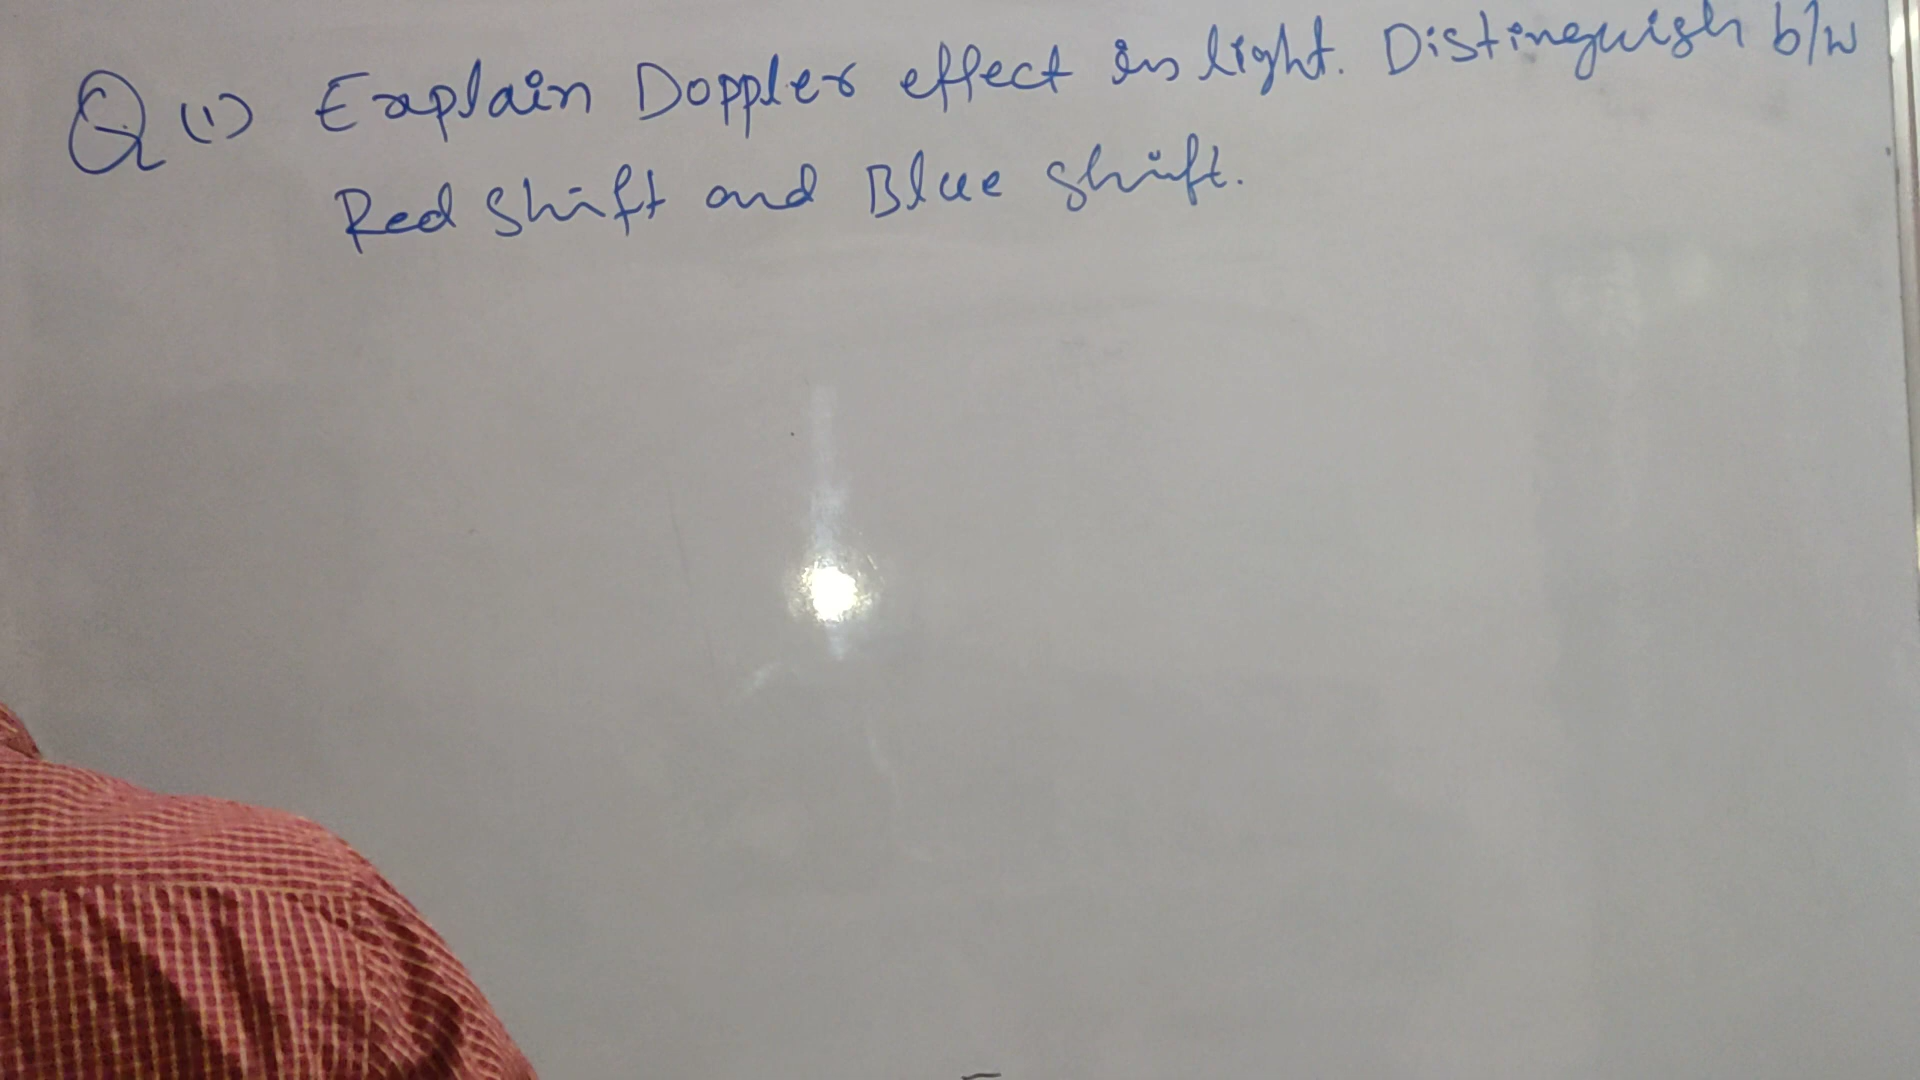 Q (1) Explain Doppler effect in light. Distinguish b/w
Red shift and Blue shift.